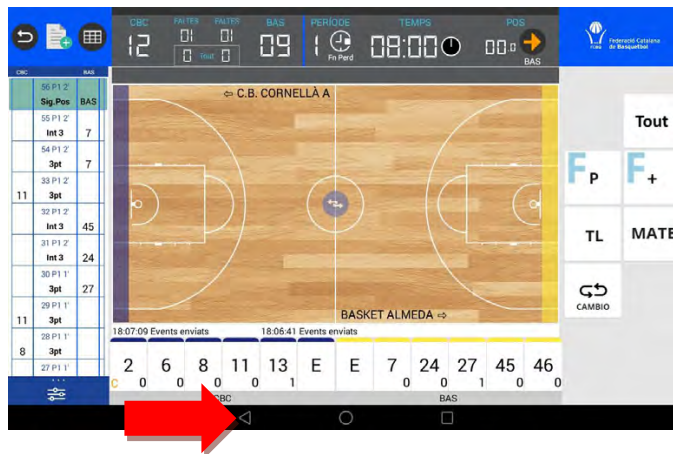 CBC FALTES FALTES BAS PERÍODE TEMPS POS
12 01 01 09 1 08:00 00.0
0 Tout 0 Fn Perd BAS
Federació Catalana
de Basquetbol
FCBQ
CBC BAS
56 P1 2'
Sig.Pos BAS
55 P1 2'
Int 3 7
54 P1 2'
3pt 7
33 P1 2'
11 3pt
32 P1 2'
Int 3 45
31 P1 2'
Int 3 24
30 P1 1'
3pt 27
29 P1 1'
11 3pt
28 P1 1'
8 3pt
27 P1 1'
...
⇦ C.B. CORNELLÀ A
BASKET ALMEDA ⇨
18:07:09 Events enviats 18:06:41 Events enviats
2 6 8 11 13 E E 7 24 27 45 46
C 0 0 0 0 1 0 0 1 0 0
CBC BAS
Tout
F P F +
TL MATE
CAMBIO